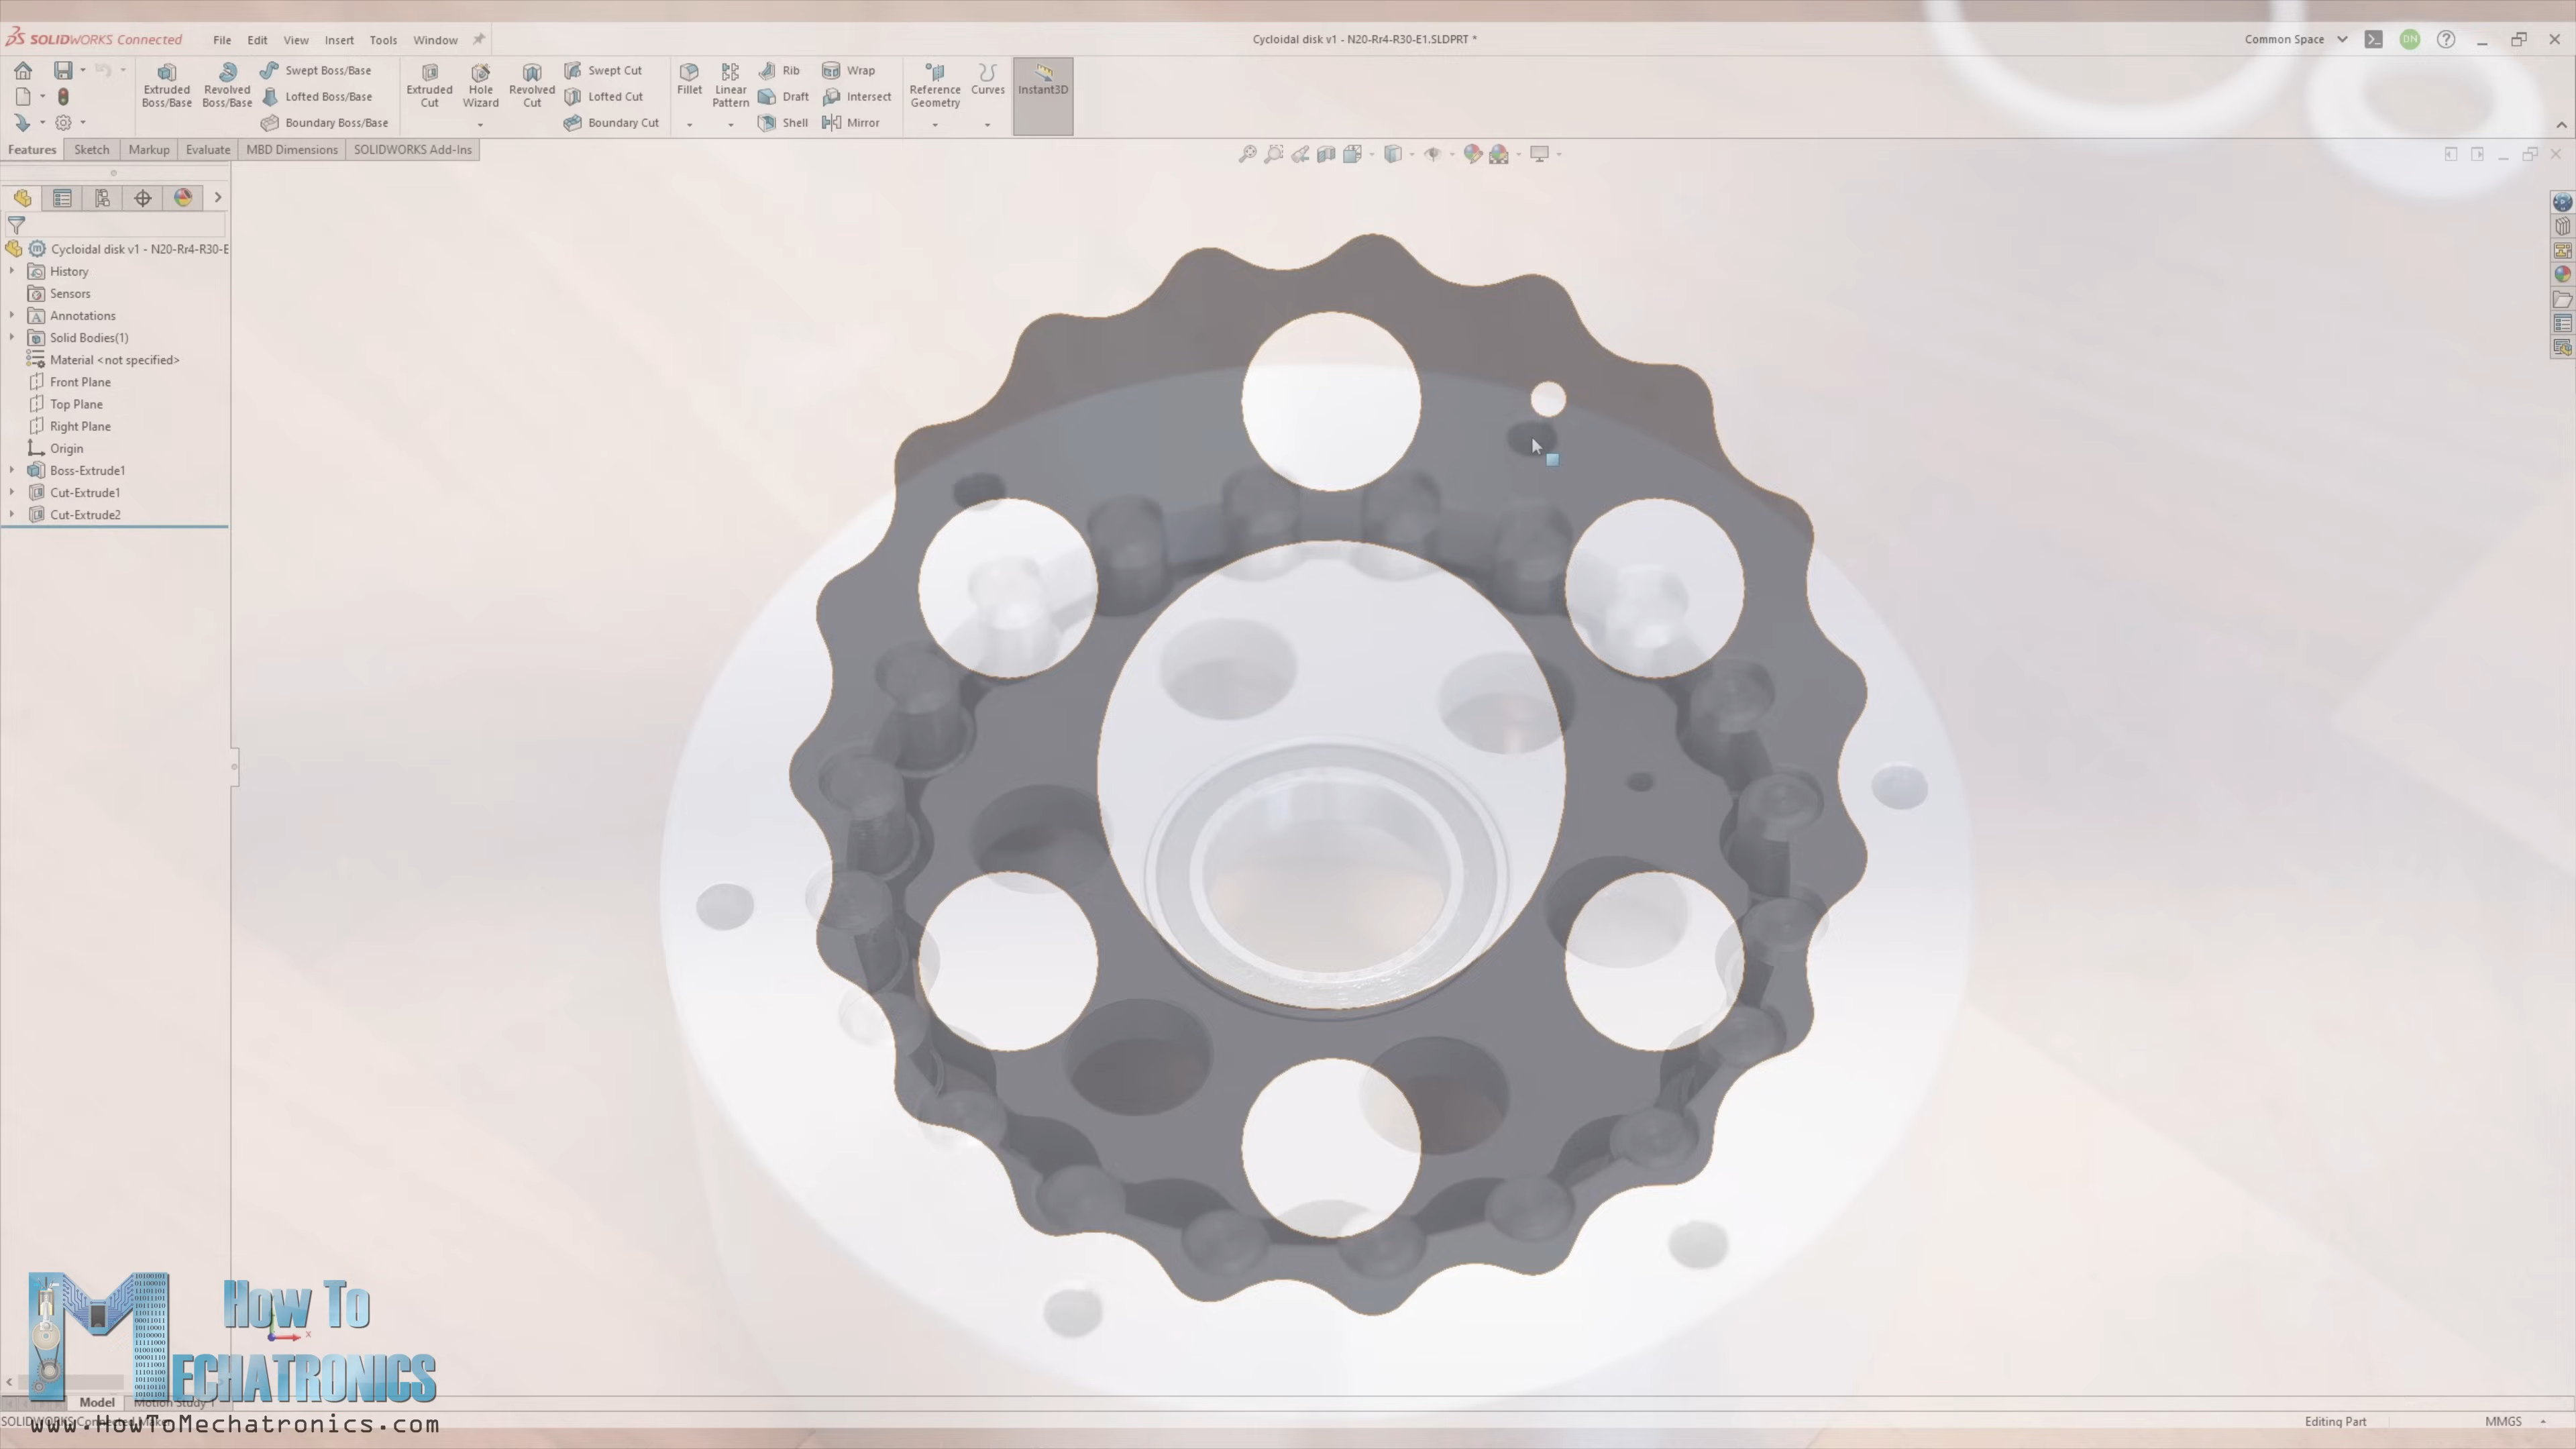 SOLIDWORKS Connected
File Edit View Insert Tools Window
Cycloidal disk v1 - N20-Rr4-R30-E1.SLDPRT *
Common Space
DN
Extruded Boss/Base
Revolved Boss/Base
Swept Boss/Base
Lofted Boss/Base
Boundary Boss/Base
Extruded Cut
Hole Wizard
Revolved Cut
Swept Cut
Lofted Cut
Boundary Cut
Fillet
Linear Pattern
Rib
Draft
Shell
Wrap
Intersect
Mirror
Reference Geometry
Curves
Instant3D
Features Sketch Markup Evaluate MBD Dimensions SOLIDWORKS Add-Ins
Cycloidal disk v1 - N20-Rr4-R30-E
History
Sensors
Annotations
Solid Bodies(1)
Material <not specified>
Front Plane
Top Plane
Right Plane
Origin
Boss-Extrude1
Cut-Extrude1
Cut-Extrude2
How To
MECHATRONICS
x
Model Motion Study 1
www.HowToMechatronics.com
Editing Part
MMGS